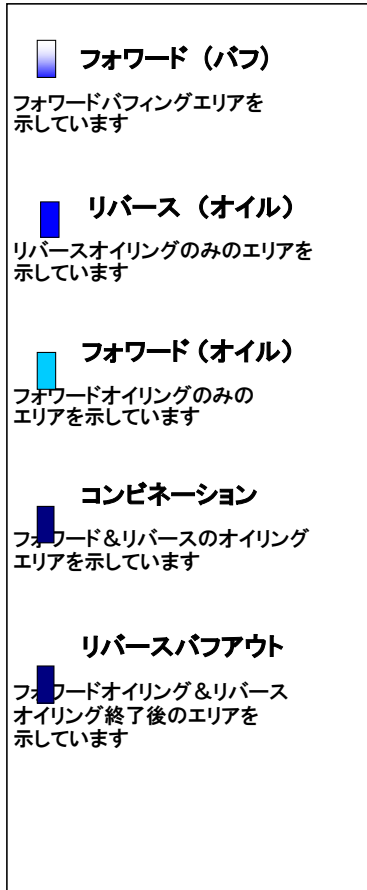 フォワード（バフ）
フォワードバフィングエリアを
示しています
リバース（オイル）
リバースオイリングのみのエリアを
示しています
フォワード（オイル）
フォワードオイリングのみの
エリアを示しています
コンビネーション
フォワード＆リバースのオイリング
エリアを示しています
リバースバフアウト
フォワードオイリング＆リバース
オイリング終了後のエリアを
示しています